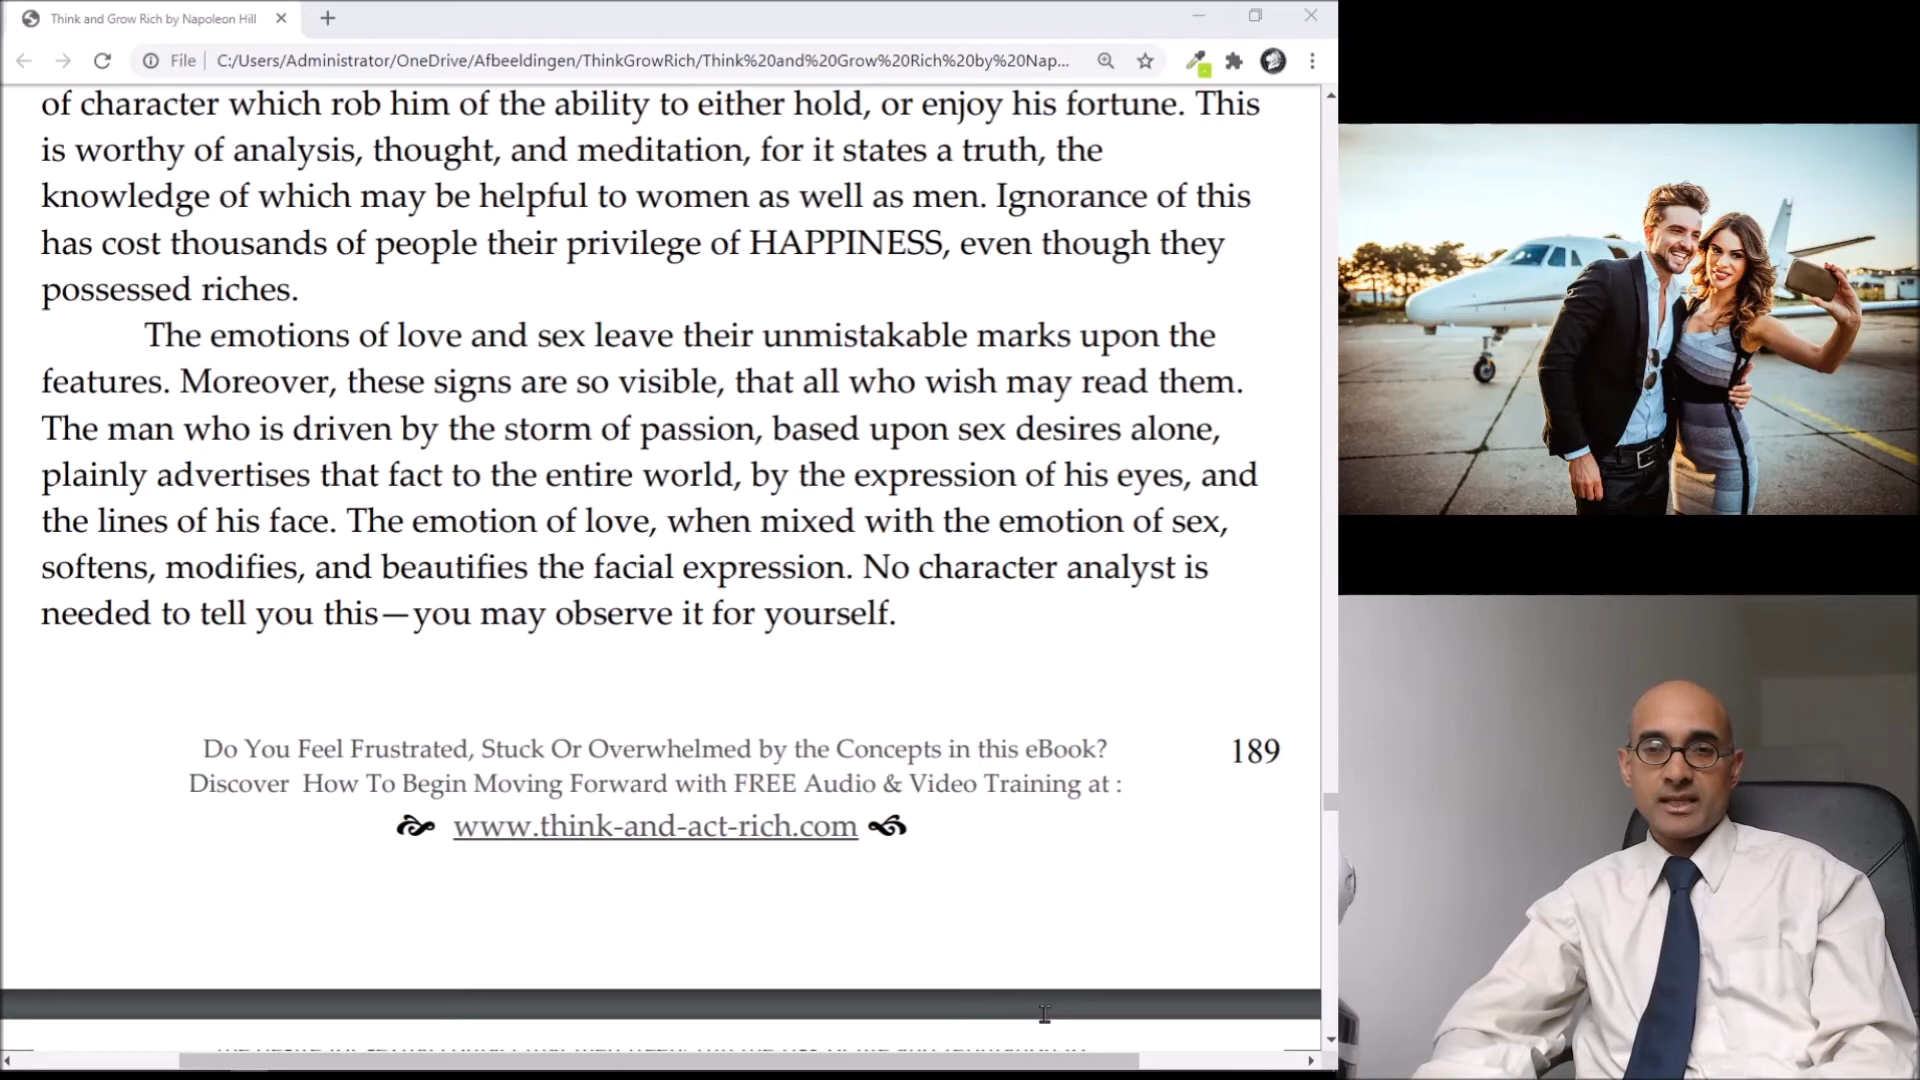 Think and Grow Rich by Napoleon Hill
File
C:/Users/Administrator/OneDrive/Afbeeldingen/ThinkGrowRich/Think%20and%20Grow%20Rich%20by%20Nap...
of character which rob him of the ability to either hold, or enjoy his fortune. This
is worthy of analysis, thought, and meditation, for it states a truth, the
knowledge of which may be helpful to women as well as men. Ignorance of this
has cost thousands of people their privilege of HAPPINESS, even though they
possessed riches.
The emotions of love and sex leave their unmistakable marks upon the
features. Moreover, these signs are so visible, that all who wish may read them.
The man who is driven by the storm of passion, based upon sex desires alone,
plainly advertises that fact to the entire world, by the expression of his eyes, and
the lines of his face. The emotion of love, when mixed with the emotion of sex,
softens, modifies, and beautifies the facial expression. No character analyst is
needed to tell you this—you may observe it for yourself.
Do You Feel Frustrated, Stuck Or Overwhelmed by the Concepts in this eBook?
189
Discover How To Begin Moving Forward with FREE Audio & Video Training at :
www.think-and-act-rich.com